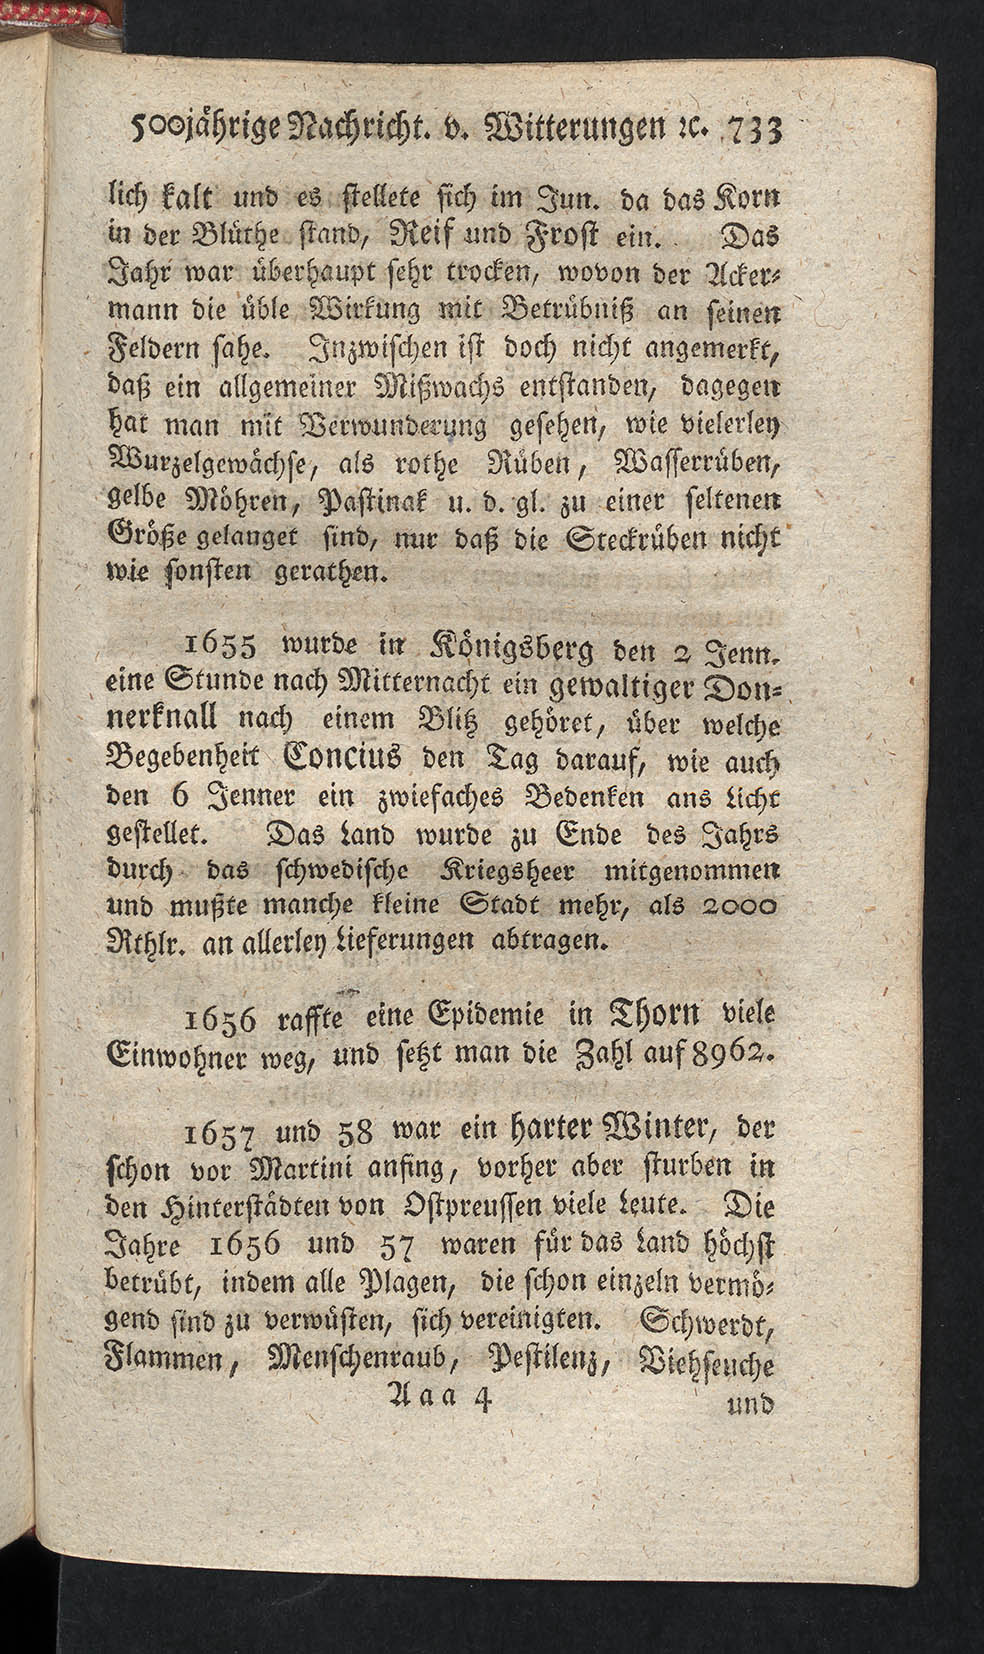 500jährige Nachricht. v. Witterungen ꝛc. 733
lich kalt und es stellete sich im Jun. da das Korn
in der Blüthe stand, Reif und Frost ein. Das
Jahr war überhaupt sehr trocken, wovon der Acker-
mann die üble Wirkung mit Betrübniß an seinen
Feldern sahe. Inzwischen ist doch nicht angemerkt,
daß ein allgemeiner Mißwachs entstanden, dagegen
hat man mit Verwunderung gesehen, wie vielerley
Wurzelgewächse, als rothe Rüben, Wasserrüben,
gelbe Möhren, Pastinak u. d. gl. zu einer seltenen
Größe gelanget sind, nur daß die Steckrüben nicht
wie sonsten gerathen.
1655 wurde in Königsberg den 2 Jenn.
eine Stunde nach Mitternacht ein gewaltiger Don-
nerknall nach einem Blitz gehöret, über welche
Begebenheit Concius den Tag darauf, wie auch
den 6 Jenner ein zwiefaches Bedenken ans Licht
gestellet. Das Land wurde zu Ende des Jahrs
durch das schwedische Kriegsheer mitgenommen
und mußte manche kleine Stadt mehr, als 2000
Rthlr. an allerley Lieferungen abtragen.
1656 raffte eine Epidemie in Thorn viele
Einwohner weg, und setzt man die Zahl auf 8962.
1657 und 58 war ein harter Winter, der
schon vor Martini anfing, vorher aber sturben in
den Hinterstädten von Ostpreussen viele Leute. Die
Jahre 1656 und 57 waren für das Land höchst
betrübt, indem alle Plagen, die schon einzeln vermö-
gend sind zu verwüsten, sich vereinigten. Schwerdt,
Flammen, Menschenraub, Pestilenz, Viehseuche
Aaa 4 und